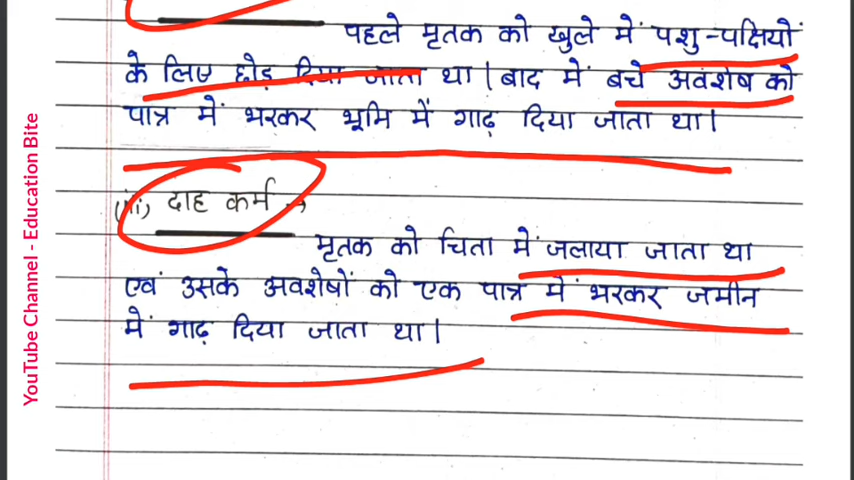 पहले मृतक को खुले में पशु-पक्षियों
के लिए छोड़ दिया जाता था। बाद में बचे अवशेष को
पात्र में भरकर भूमि में गाढ़ दिया जाता था।
(iii) दाह कर्म →
मृतक को चिता में जलाया जाता था
एवं उसके अवशेषों को एक पात्र में भरकर जमीन
में गाढ़ दिया जाता था।
YouTube Channel - Education Bite